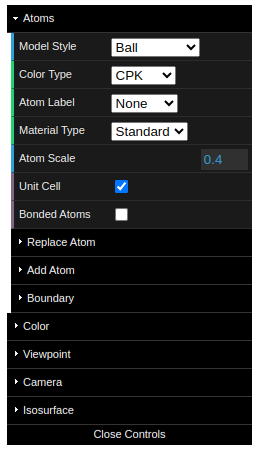 Atoms
Model Style Ball
Color Type CPK
Atom Label None
Material Type Standard
Atom Scale 0.4
Unit Cell
Bonded Atoms
Replace Atom
Add Atom
Boundary
Color
Viewpoint
Camera
Isosurface
Close Controls